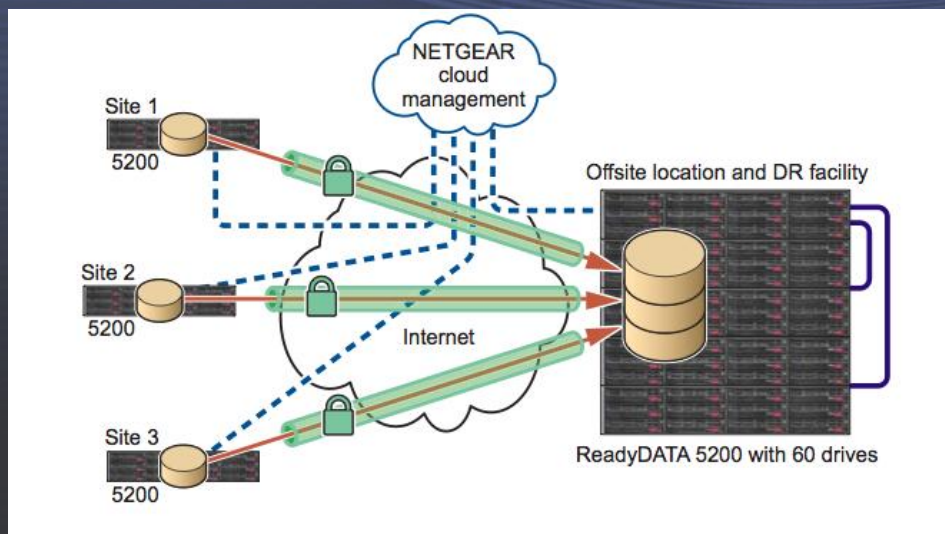 NETGEAR
cloud
management
Site 1
5200
Offsite location and DR facility
Site 2
5200
Internet
Site 3
5200
ReadyDATA 5200 with 60 drives